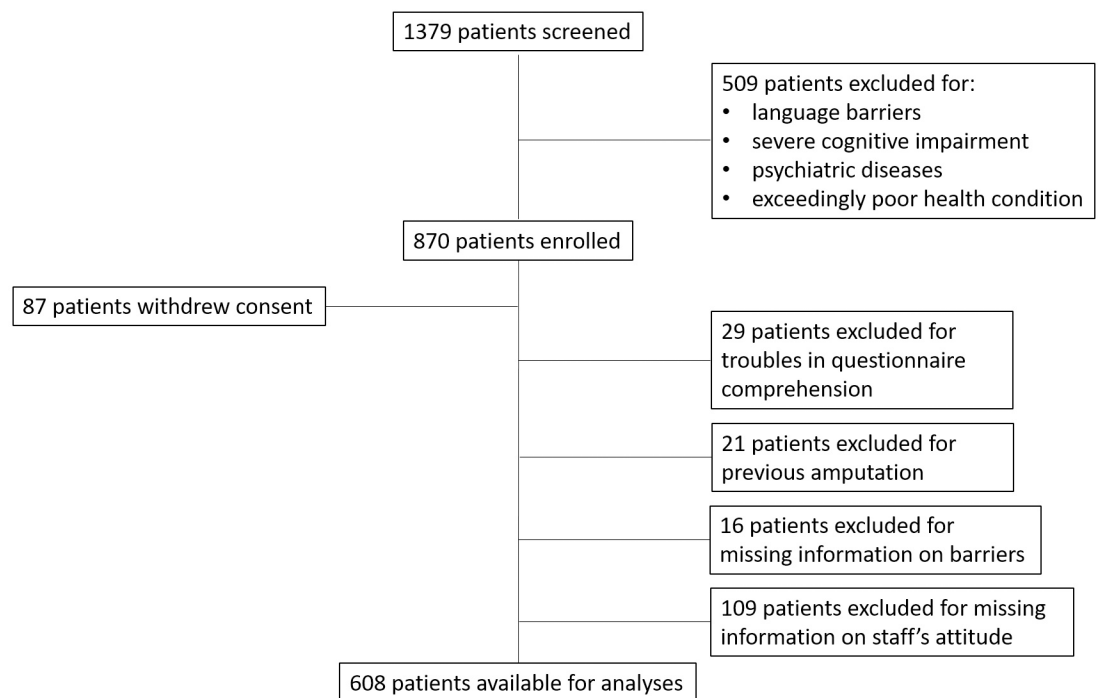 1379 patients screened
509 patients excluded for:
• language barriers
• severe cognitive impairment
• psychiatric diseases
• exceedingly poor health condition
870 patients enrolled
87 patients withdrew consent
29 patients excluded for
troubles in questionnaire
comprehension
21 patients excluded for
previous amputation
16 patients excluded for
missing information on barriers
109 patients excluded for missing
information on staff's attitude
608 patients available for analyses